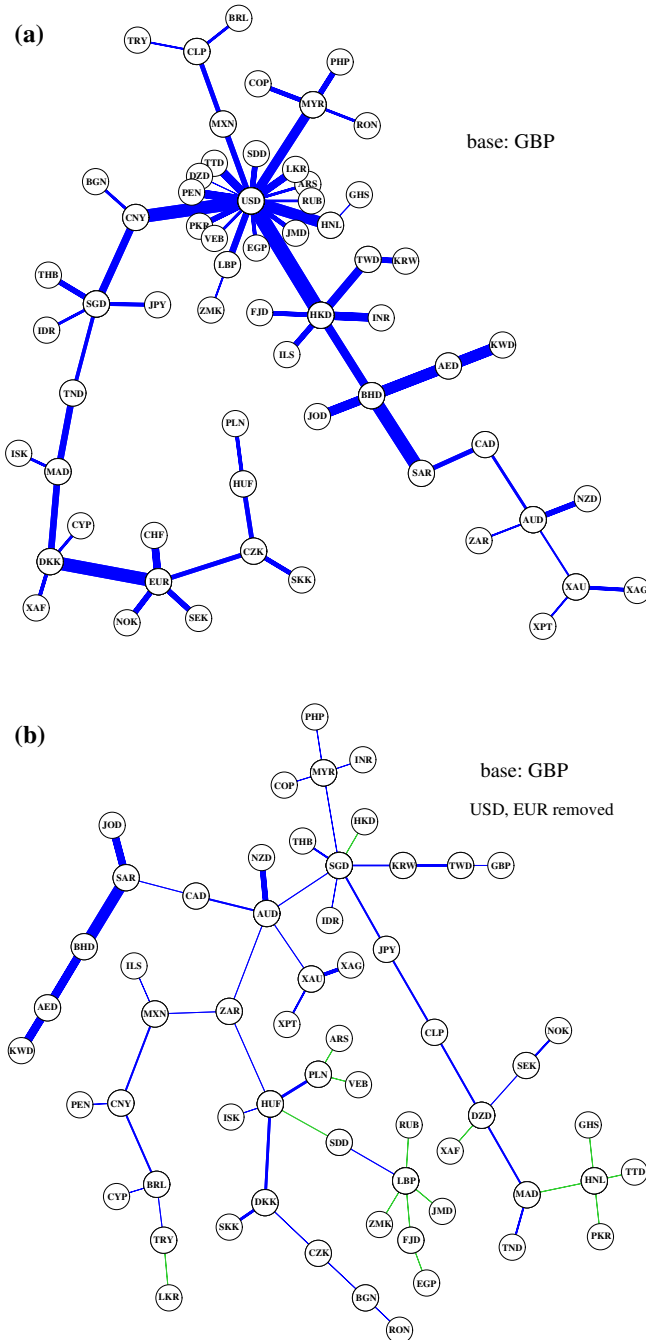 (a)
BRL
TRY
CLP
PHP
COP
MYR
RON
MXN
base: GBP
SDD
TTD
LKR
DZD
ARS
BGN
PEN
GHS
USD
RUB
CNY
PKR
HNL
VEB
JMD
EGP
LBP
TWD
KRW
THB
SGD
JPY
ZMK
FJD
HKD
INR
IDR
ILS
KWD
AED
TND
BHD
JOD
PLN
CAD
ISK
MAD
SAR
HUF
NZD
CYP
AUD
CHF
ZAR
DKK
CZK
EUR
SKK
XAU
XAG
XAF
NOK
SEK
XPT
(b)
PHP
base: GBP
MYR
INR
COP
USD, EUR removed
JOD
HKD
THB
NZD
SGD
KRW
TWD
GBP
SAR
CAD
AUD
IDR
BHD
JPY
ILS
XAU
XAG
AED
MXN
ZAR
XPT
CLP
KWD
ARS
NOK
PLN
VEB
SEK
PEN
CNY
HUF
ISK
DZD
RUB
GHS
SDD
XAF
TTD
BRL
LBP
HNL
CYP
MAD
DKK
JMD
SKK
ZMK
PKR
TRY
FJD
TND
CZK
EGP
LKR
BGN
RON